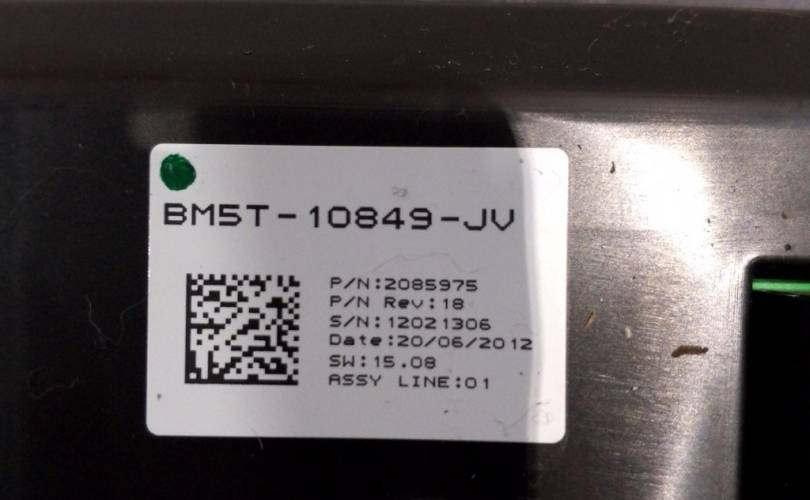 BM5T-10849-JV
P/N:2085975
P/N Rev:18
S/N:12021306
Date:20/06/2012
SW:15.08
ASSY LINE:01